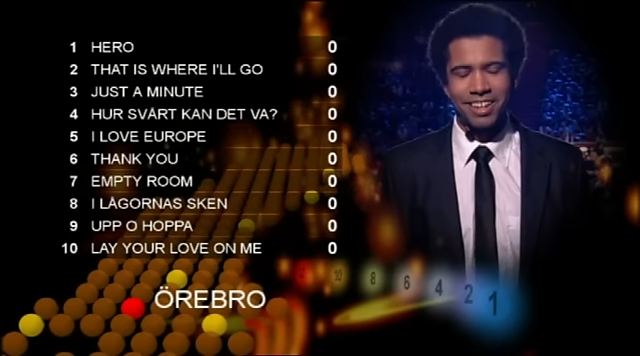 1 HERO 0
2 THAT IS WHERE I'LL GO 0
3 JUST A MINUTE 0
4 HUR SVÅRT KAN DET VA? 0
5 I LOVE EUROPE 0
6 THANK YOU 0
7 EMPTY ROOM 0
8 I LÅGORNAS SKEN 0
9 UPP O HOPPA 0
10 LAY YOUR LOVE ON ME 0
ÖREBRO
12 10 8 6 4 2 1